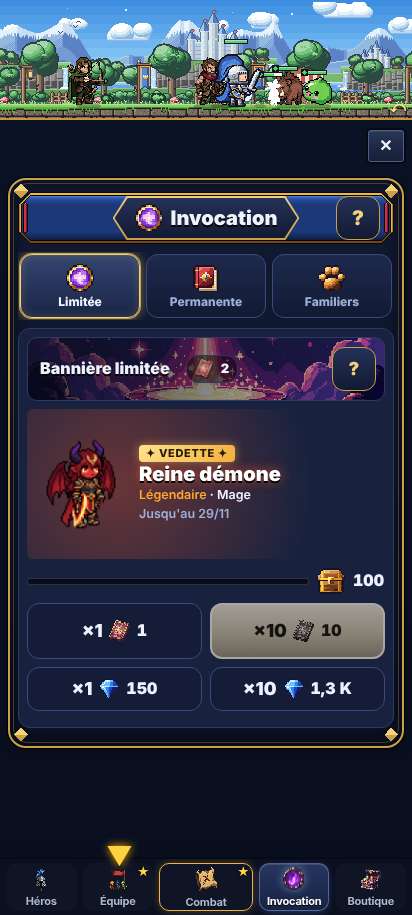 ×
Invocation
?
Limitée
Permanente
Familiers
Bannière limitée
2
?
✦ VEDETTE ✦
Reine démone
Légendaire · Mage
Jusqu'au 29/11
100
×1 1
×10 10
×1 150
×10 1,3 K
Héros
Équipe
Combat
Invocation
Boutique